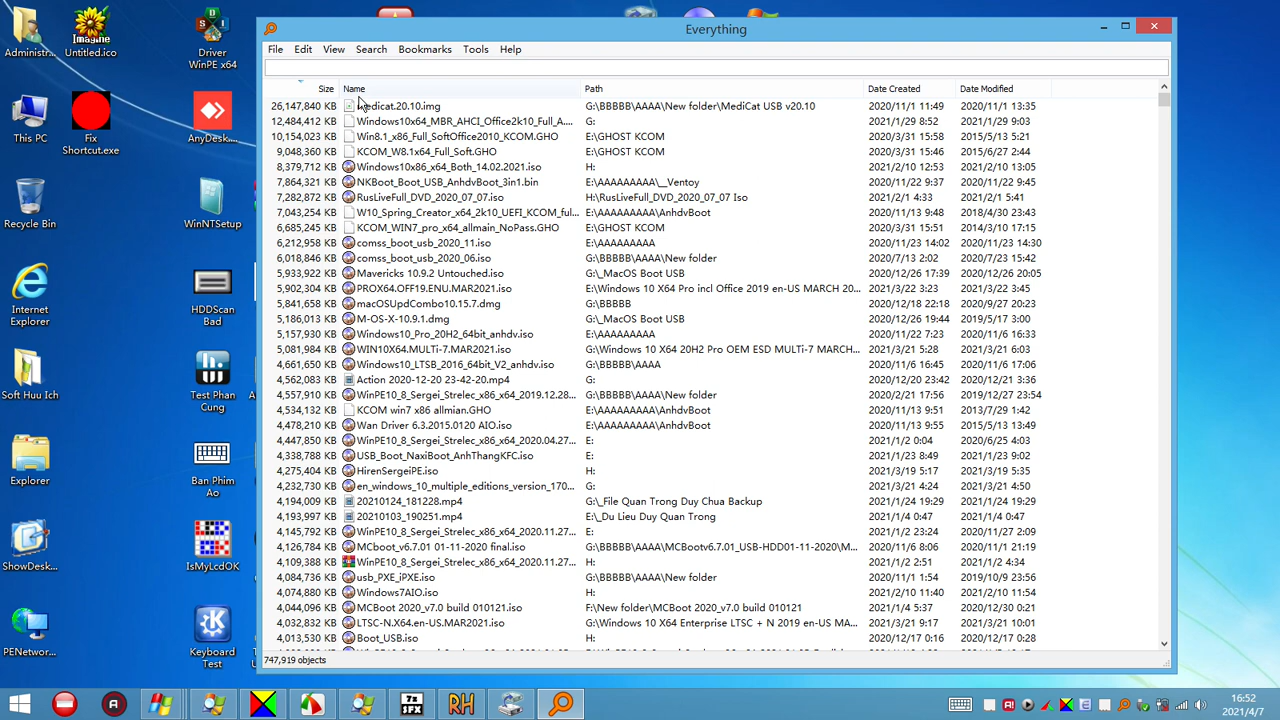 Administr...
Untitled.ico
Driver
WinPE x64
This PC
Fix
Shortcut.exe
AnyDesk....
Recycle Bin
WinNTSetup
Internet
Explorer
HDDScan
Bad
Soft Huu Ich
Test Phan
Cung
Explorer
Ban Phim
Ao
ShowDesk...
IsMyLcdOK
PENetwor...
Keyboard
Test
Everything
File Edit View Search Bookmarks Tools Help
Size Name Path Date Created Date Modified
26,147,840 KB Medicat.20.10.img G:\BBBBB\AAAA\New folder\MediCat USB v20.10 2020/11/1 11:49 2020/11/1 13:35
12,484,412 KB Windows10x64_MBR_AHCI_Office2k10_Full_A... G: 2021/1/29 8:52 2021/1/29 9:03
10,154,023 KB Win8.1_x86_Full_SoftOffice2010_KCOM.GHO E:\GHOST KCOM 2020/3/31 15:58 2015/5/13 5:21
9,048,360 KB KCOM_W8.1x64_Full_Soft.GHO E:\GHOST KCOM 2020/3/31 15:46 2015/6/27 2:44
8,379,712 KB Windows10x86_x64_Both_14.02.2021.iso H: 2021/2/10 12:53 2021/2/10 13:05
7,864,321 KB NKBoot_Boot_USB_AnhdvBoot_3in1.bin E:\AAAAAAAAA\__Ventoy 2020/11/22 9:37 2020/11/22 9:45
7,282,872 KB RusLiveFull_DVD_2020_07_07.iso H:\RusLiveFull_DVD_2020_07_07 Iso 2021/2/1 4:33 2021/2/1 5:41
7,043,254 KB W10_Spring_Creator_x64_2k10_UEFI_KCOM_ful... E:\AAAAAAAAA\AnhdvBoot 2020/11/13 9:48 2018/4/30 23:43
6,685,245 KB KCOM_WIN7_pro_x64_allmain_NoPass.GHO E:\GHOST KCOM 2020/3/31 15:51 2014/3/10 17:15
6,212,958 KB comss_boot_usb_2020_11.iso E:\AAAAAAAAA 2020/11/23 14:02 2020/11/23 14:30
6,018,846 KB comss_boot_usb_2020_06.iso G:\BBBBB\AAAA\New folder 2020/7/13 2:02 2020/7/23 15:42
5,933,922 KB Mavericks 10.9.2 Untouched.iso G:\_MacOS Boot USB 2020/12/26 17:39 2020/12/26 20:05
5,902,304 KB PROX64.OFF19.ENU.MAR2021.iso E:\Windows 10 X64 Pro incl Office 2019 en-US MARCH 20... 2021/3/22 3:23 2021/3/22 5:14
5,841,658 KB macOSUpdCombo10.15.7.dmg G:\BBBBB 2020/12/18 22:18 2020/9/27 20:23
5,186,013 KB M-OS-X-10.9.1.dmg G:\_MacOS Boot USB 2020/12/26 19:44 2019/5/17 3:00
5,157,930 KB Windows10_Pro_20H2_64bit_anhdv.iso E:\AAAAAAAAA 2020/11/22 7:23 2020/11/6 16:33
5,081,984 KB WIN10X64.MULTi-7.MAR2021.iso G:\Windows 10 X64 20H2 Pro OEM ESD MULTi-7 MARCH... 2021/3/21 5:28 2021/3/21 6:03
4,661,650 KB Windows10_LTSB_2016_64bit_V2_anhdv.iso G:\BBBBB\AAAA 2020/11/6 16:45 2020/11/6 17:56
4,562,083 KB Action 2020-12-20 23-42-20.mp4 G: 2020/12/20 23:42 2020/12/21 3:36
4,557,910 KB WinPE10_8_Sergei_Strelec_x86_x64_2019.12.28... G:\BBBBB\AAAA\New folder 2020/2/21 17:56 2019/12/27 23:54
4,534,132 KB KCOM win7 x86 allmian.GHO E:\AAAAAAAAA\AnhdvBoot 2020/11/13 9:51 2013/7/29 1:42
4,478,210 KB Wan Driver 6.3.2015.0120 AIO.iso E:\AAAAAAAAA\AnhdvBoot 2020/11/13 9:55 2015/5/13 13:49
4,447,850 KB WinPE10_8_Sergei_Strelec_x86_x64_2020.04.27... E: 2021/1/2 0:04 2020/6/25 4:03
4,338,788 KB USB_Boot_NaxiBoot_AnhThangKFC.iso E: 2021/1/23 8:49 2021/1/23 9:02
4,275,404 KB HirenSergeiPE.iso H: 2021/3/19 5:17 2021/3/19 5:35
4,232,730 KB en_windows_10_multiple_editions_version_170... G: 2021/3/21 4:24 2021/3/21 4:50
4,194,009 KB 20210124_181228.mp4 G:\_File Quan Trong Duy Chua Backup 2021/1/24 19:29 2021/1/24 19:29
4,193,997 KB 20210103_190251.mp4 E:\_Du Lieu Duy Quan Trong 2021/1/4 0:47 2021/1/4 0:47
4,145,792 KB WinPE10_8_Sergei_Strelec_x86_x64_2020.11.27... E: 2021/1/2 23:24 2020/11/27 2:09
4,126,784 KB MCboot_v6.7.01 01-11-2020 final.iso G:\BBBBB\AAAA\MCBootv6.7.01_USB-HDD01-11-2020\M... 2020/11/6 8:06 2020/11/1 21:19
4,109,388 KB WinPE10_8_Sergei_Strelec_x86_x64_2020.11.27... H: 2021/1/2 2:51 2021/1/2 4:34
4,084,736 KB usb_PXE_iPXE.iso G:\BBBBB\AAAA\New folder 2020/11/1 1:54 2019/10/9 23:56
4,074,880 KB Windows7AIO.iso H: 2021/2/10 11:40 2021/2/10 11:54
4,044,096 KB MCBoot 2020_v7.0 build 010121.iso F:\New folder\MCBoot 2020_v7.0 build 010121 2021/1/4 5:37 2020/12/30 0:21
4,032,832 KB LTSC-N.X64.en-US.MAR2021.iso G:\Windows 10 X64 Enterprise LTSC + N 2019 en-US MA... 2021/3/21 9:17 2021/3/21 10:01
4,013,530 KB Boot_USB.iso H: 2020/12/17 0:16 2020/12/17 0:28
747,919 objects
7x
SFX
RH
16:52
2021/4/7